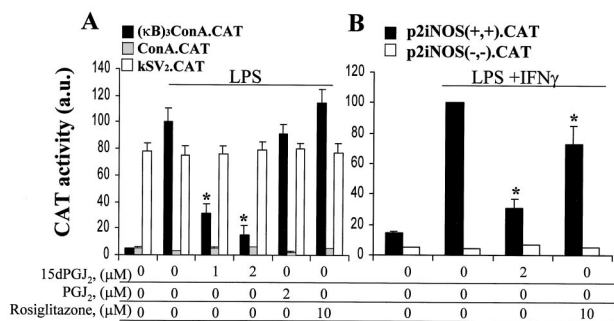 A
(κB)3ConA.CAT
ConA.CAT
kSV2.CAT
LPS
CAT activity (a.u.)
140
120
100
80
60
40
20
0
* *
B
p2iNOS(+,+).CAT
p2iNOS(-,-).CAT
LPS +IFNγ
120
100
80
60
40
20
0
* *
15dPGJ2, (μM) 0 0 1 2 0 0 0 0 2 0
PGJ2, (μM) 0 0 0 0 2 0 0 0 0 0
Rosiglitazone, (μM) 0 0 0 0 0 10 0 0 0 10